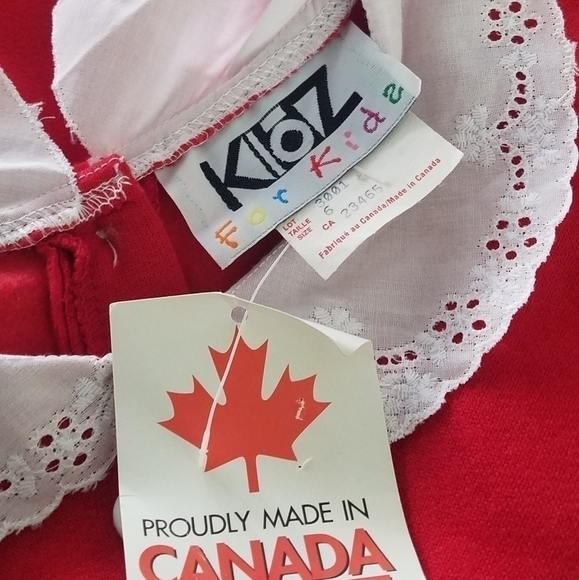 KlöZ
For Kidz
LOT 3001
TAILLE SIZE 6
CA 23465
Fabriqué au Canada/Made in Canada
PROUDLY MADE IN
CANADA